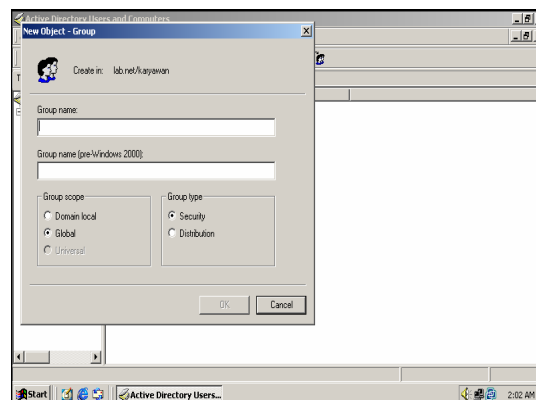 Active Directory Users and Computers
New Object - Group
Create in: lab.net/karyawan
Group name:
Group name (pre-Windows 2000):
Group scope
Domain local
Global
Universal
Group type
Security
Distribution
OK
Cancel
Start
Active Directory Users...
2:02 AM